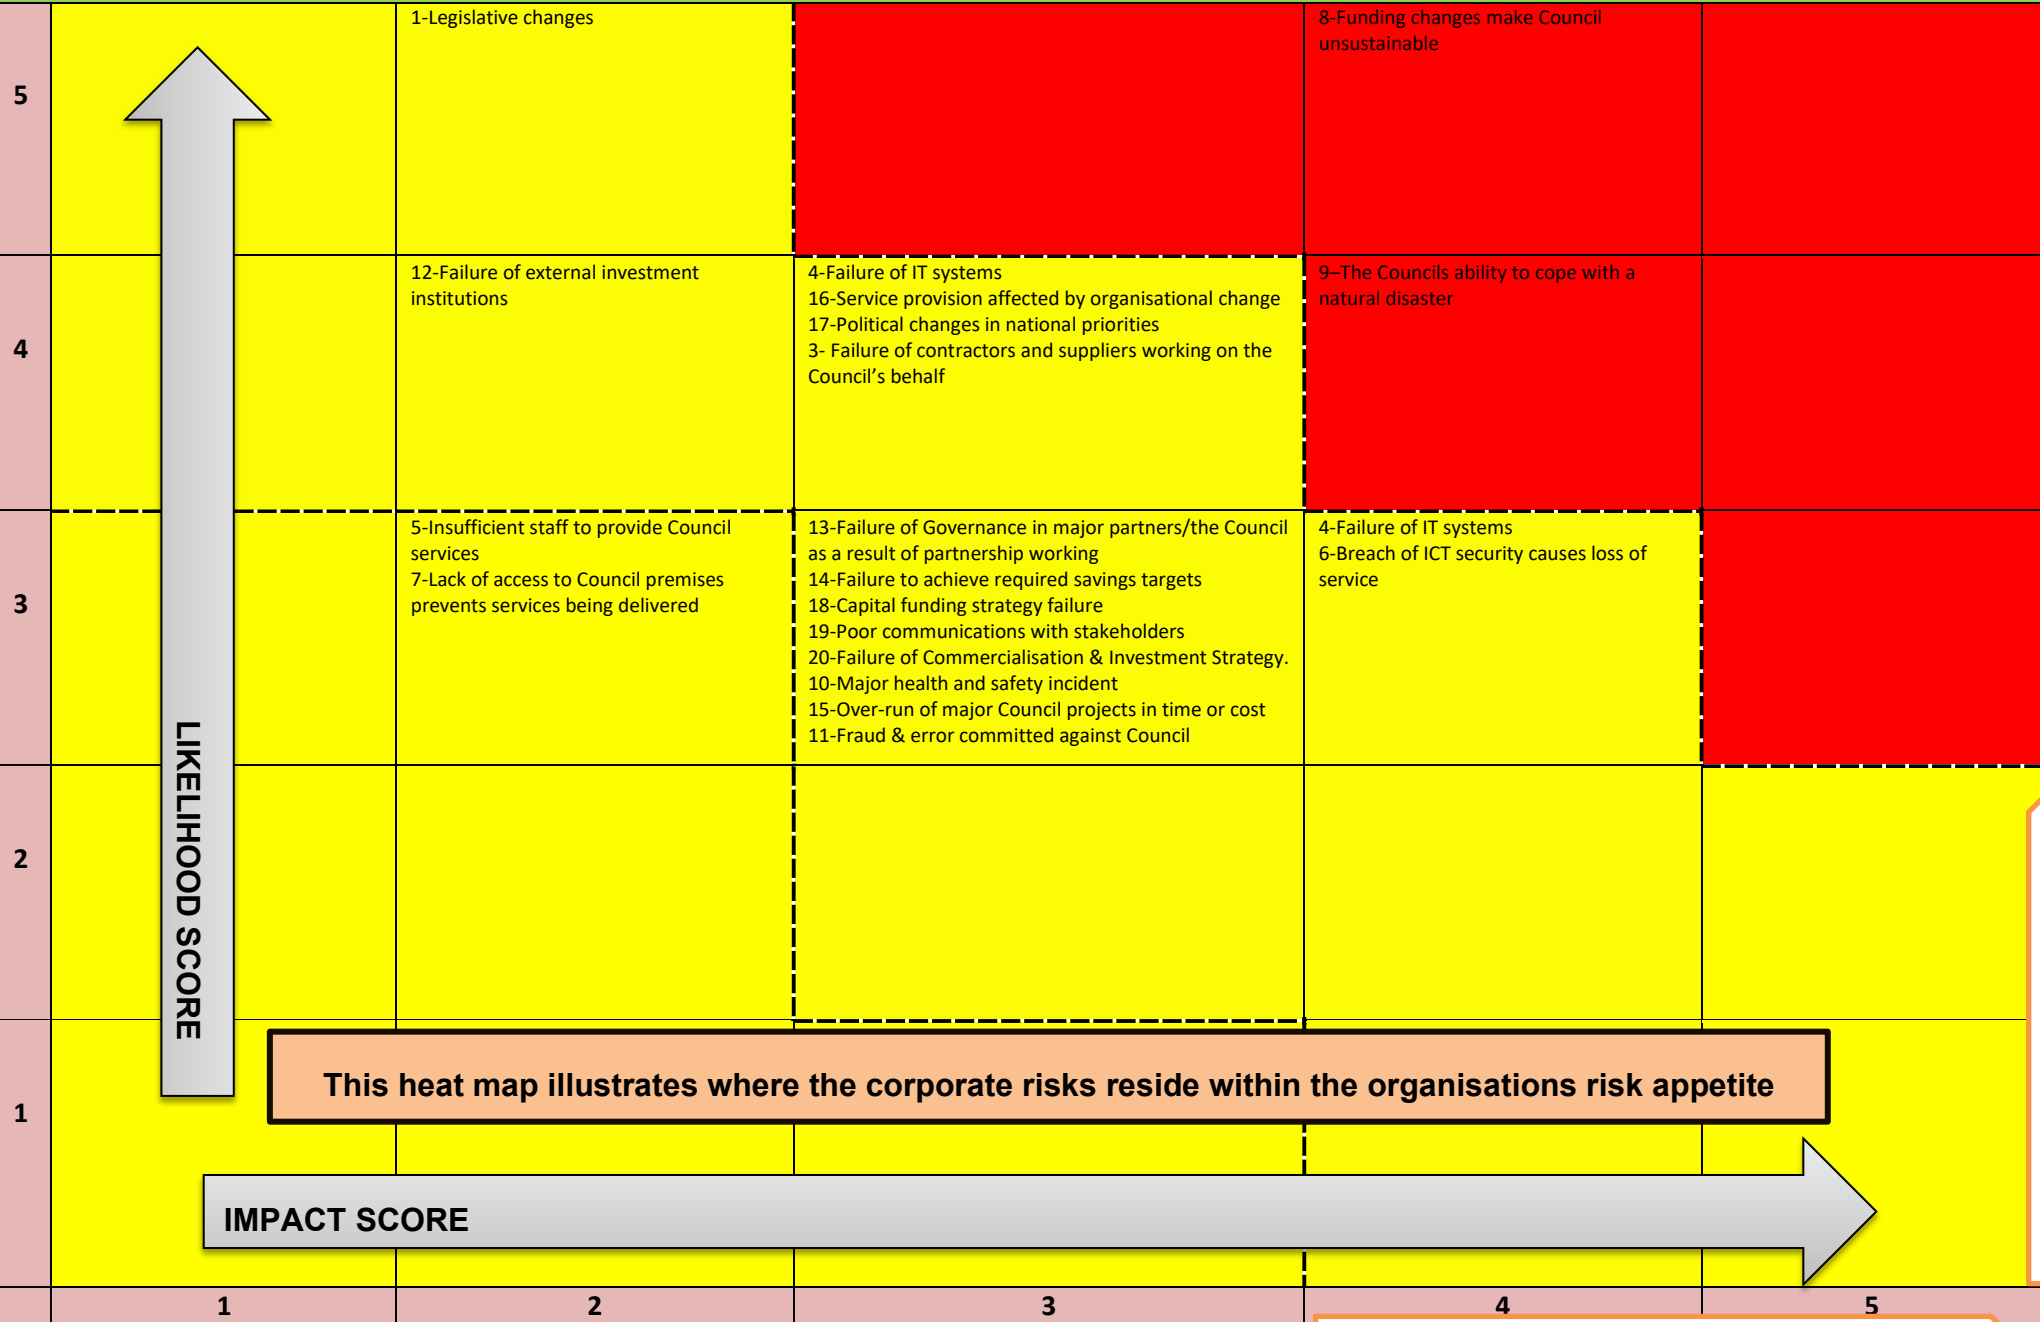 5
1-Legislative changes
8-Funding changes make Council
unsustainable
4
12-Failure of external investment
institutions
4-Failure of IT systems
16-Service provision affected by organisational change
17-Political changes in national priorities
3- Failure of contractors and suppliers working on the
Council’s behalf
9–The Councils ability to cope with a
natural disaster
3
5-Insufficient staff to provide Council
services
7-Lack of access to Council premises
prevents services being delivered
13-Failure of Governance in major partners/the Council
as a result of partnership working
14-Failure to achieve required savings targets
18-Capital funding strategy failure
19-Poor communications with stakeholders
20-Failure of Commercialisation & Investment Strategy.
10-Major health and safety incident
15-Over-run of major Council projects in time or cost
11-Fraud & error committed against Council
4-Failure of IT systems
6-Breach of ICT security causes loss of
service
2
LIKELIHOOD SCORE
1
This heat map illustrates where the corporate risks reside within the organisations risk appetite
IMPACT SCORE
1
2
3
4
5